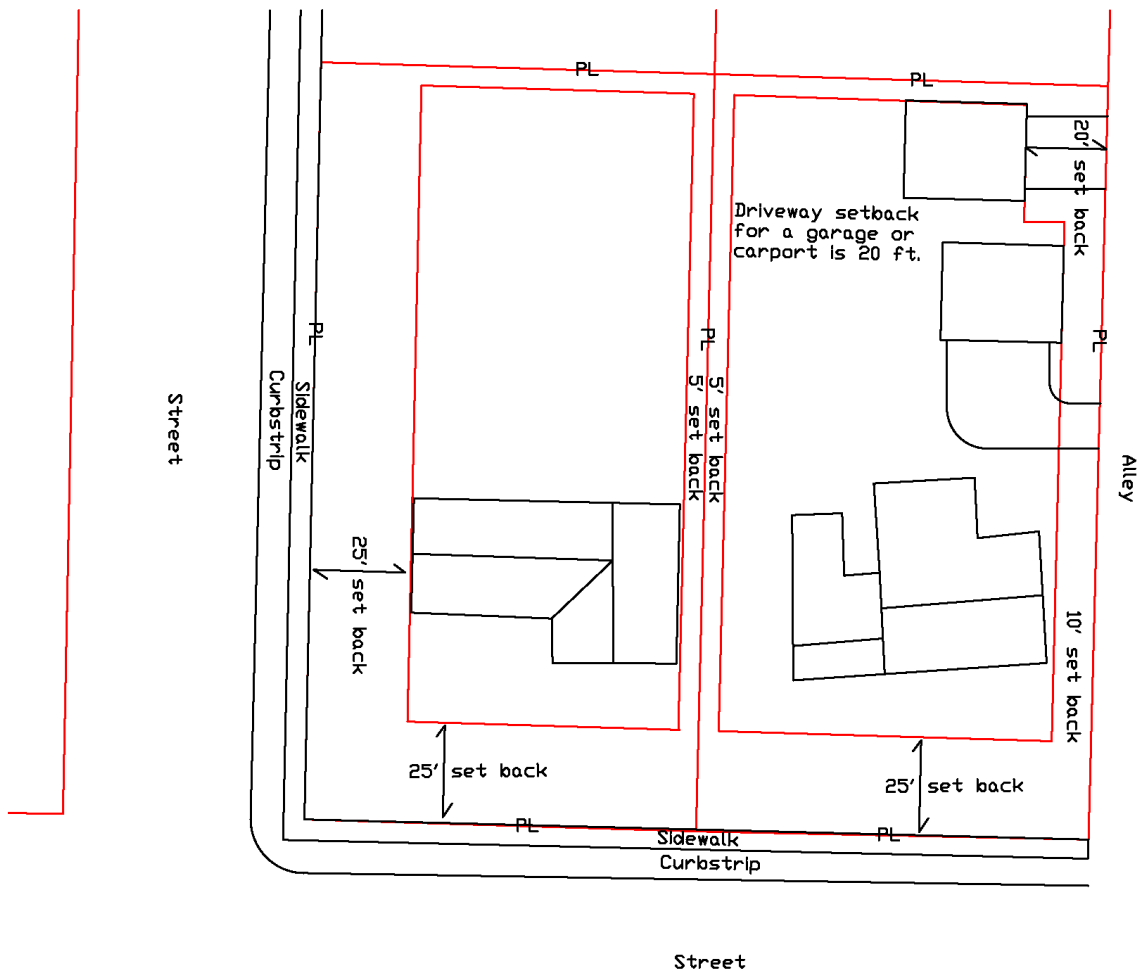 PL
PL
20' set back
Driveway setback
for a garage or
carport is 20 ft.
PL
PL
PL
Street
Curbstrip
Sidewalk
5' set back
5' set back
Alley
25' set back
10' set back
25' set back
25' set back
PL
PL
Sidewalk
Curbstrip
Street